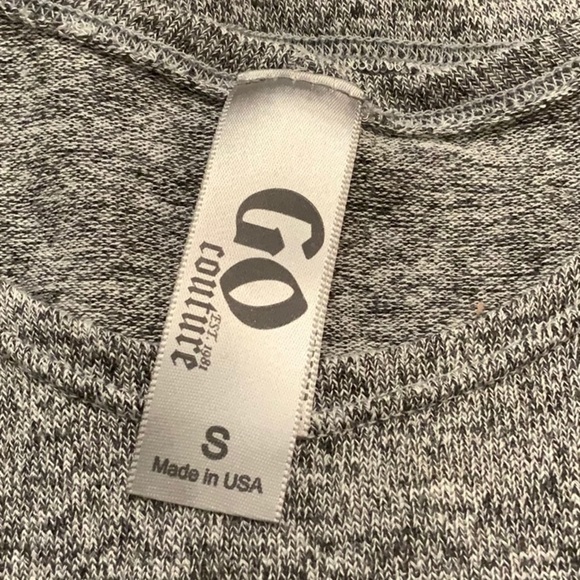 GO
couture
EST. 1981
S
Made in USA